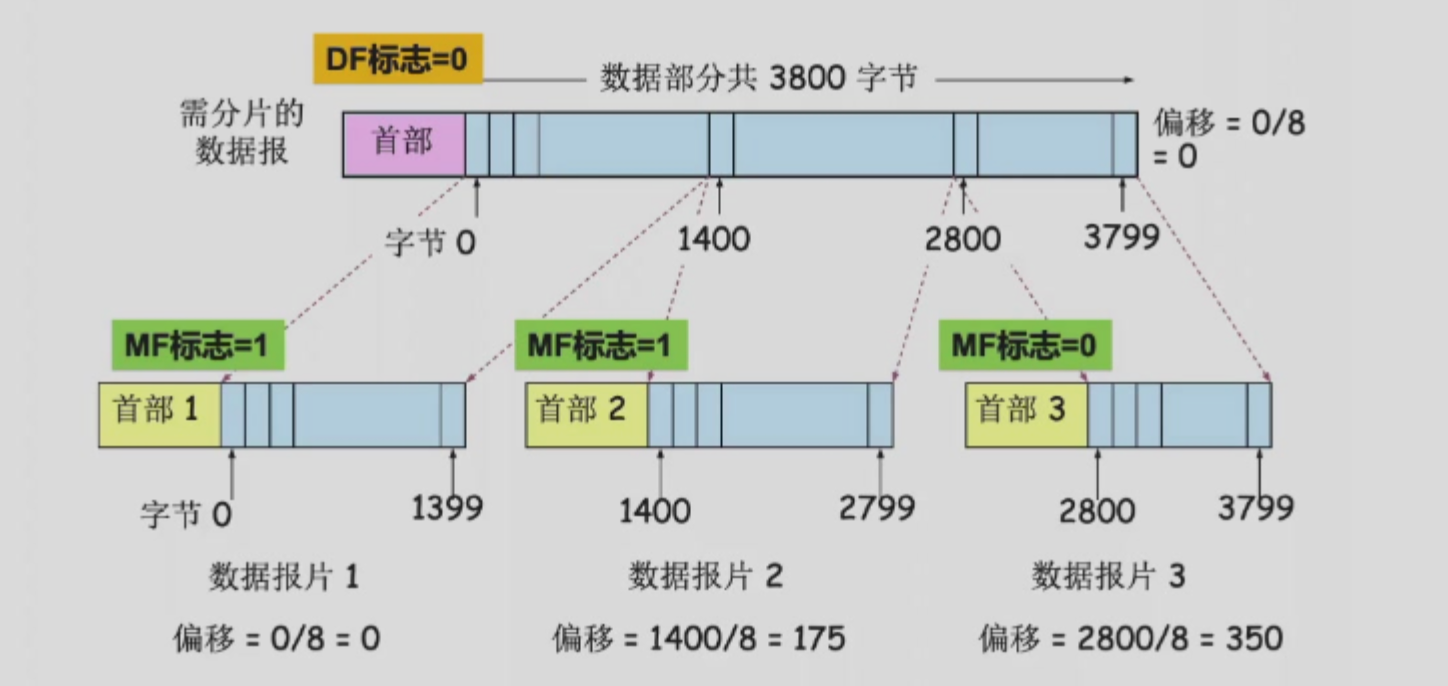 DF标志=0
数据部分共 3800 字节
需分片的
数据报
首部
偏移 = 0/8
= 0
字节 0
1400
2800
3799
MF标志=1
MF标志=1
MF标志=0
首部 1
首部 2
首部 3
字节 0
1399
1400
2799
2800
3799
数据报片 1
数据报片 2
数据报片 3
偏移 = 0/8 = 0
偏移 = 1400/8 = 175
偏移 = 2800/8 = 350